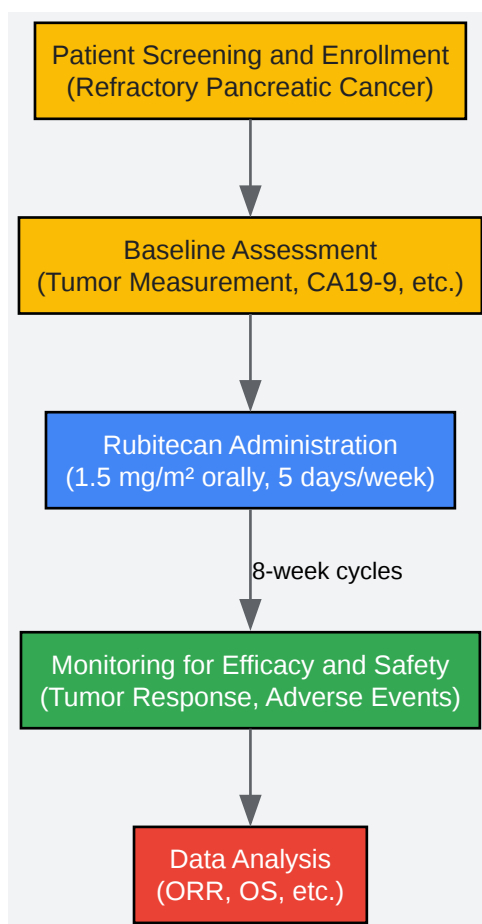 Patient Screening and Enrollment
(Refractory Pancreatic Cancer)
Baseline Assessment
(Tumor Measurement, CA19-9, etc.)
Rubitecan Administration
(1.5 mg/m² orally, 5 days/week)
8-week cycles
Monitoring for Efficacy and Safety
(Tumor Response, Adverse Events)
Data Analysis
(ORR, OS, etc.)